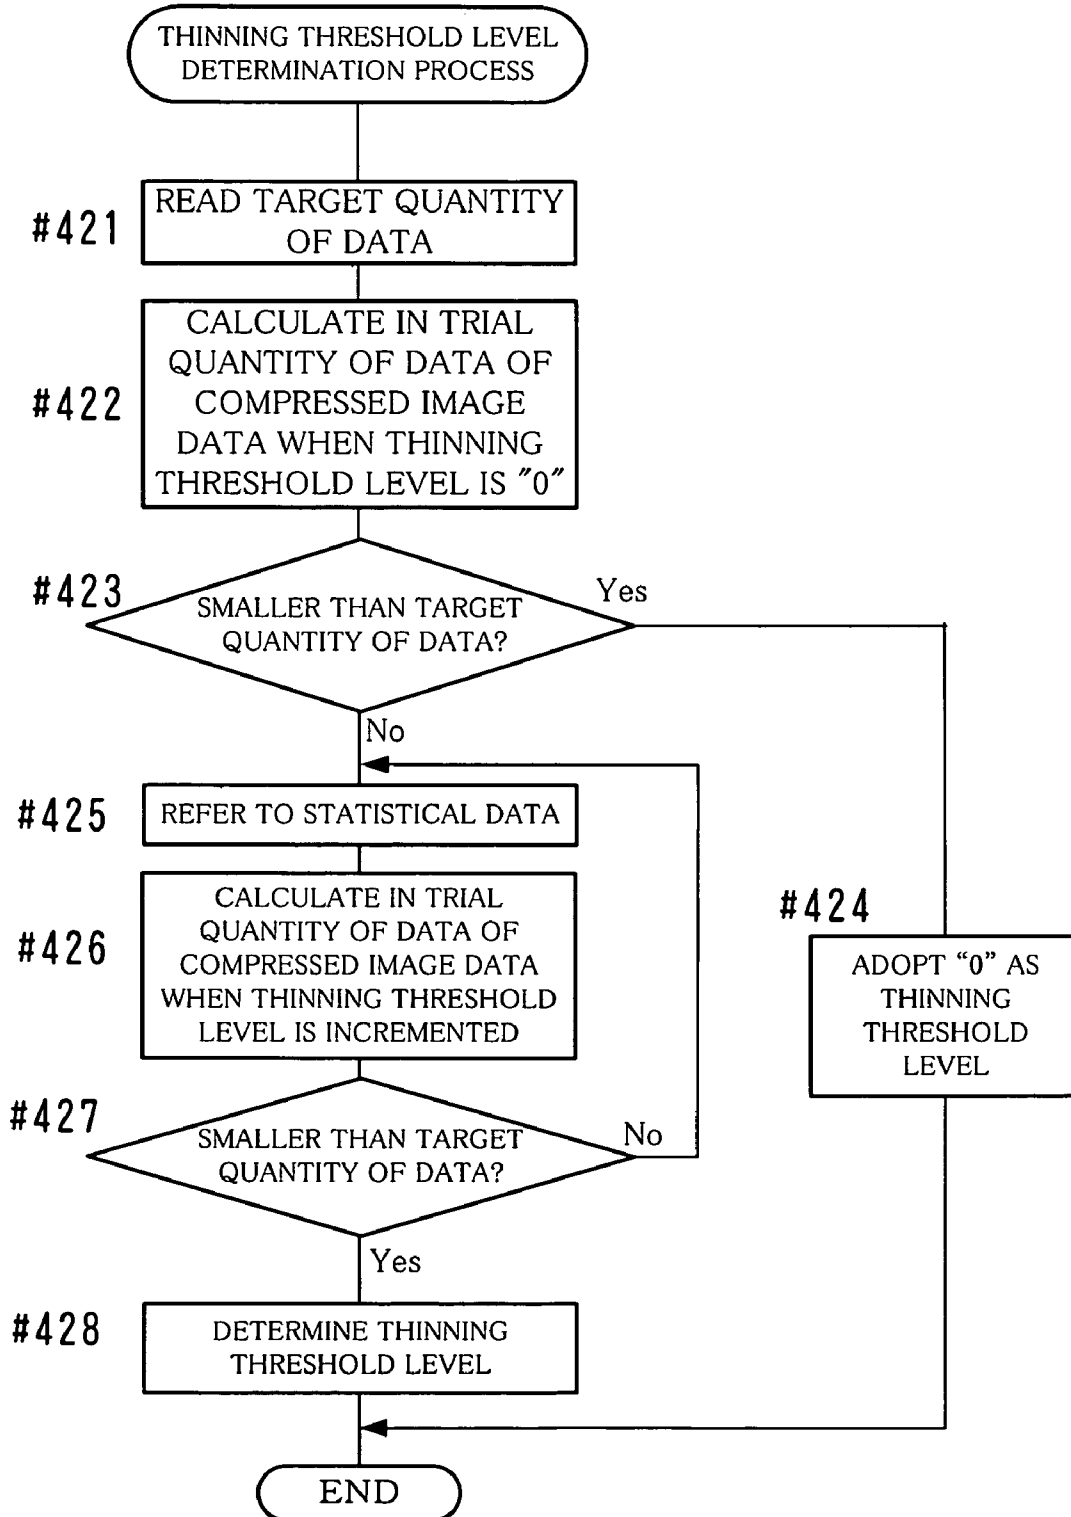 THINNING THRESHOLD LEVEL
DETERMINATION PROCESS
#421
READ TARGET QUANTITY
OF DATA
#422
CALCULATE IN TRIAL
QUANTITY OF DATA OF
COMPRESSED IMAGE
DATA WHEN THINNING
THRESHOLD LEVEL IS "0"
#423
SMALLER THAN TARGET
QUANTITY OF DATA?
Yes
No
#425
REFER TO STATISTICAL DATA
#426
CALCULATE IN TRIAL
QUANTITY OF DATA OF
COMPRESSED IMAGE DATA
WHEN THINNING THRESHOLD
LEVEL IS INCREMENTED
#424
ADOPT “0” AS
THINNING
THRESHOLD
LEVEL
#427
SMALLER THAN TARGET
QUANTITY OF DATA?
No
Yes
#428
DETERMINE THINNING
THRESHOLD LEVEL
END